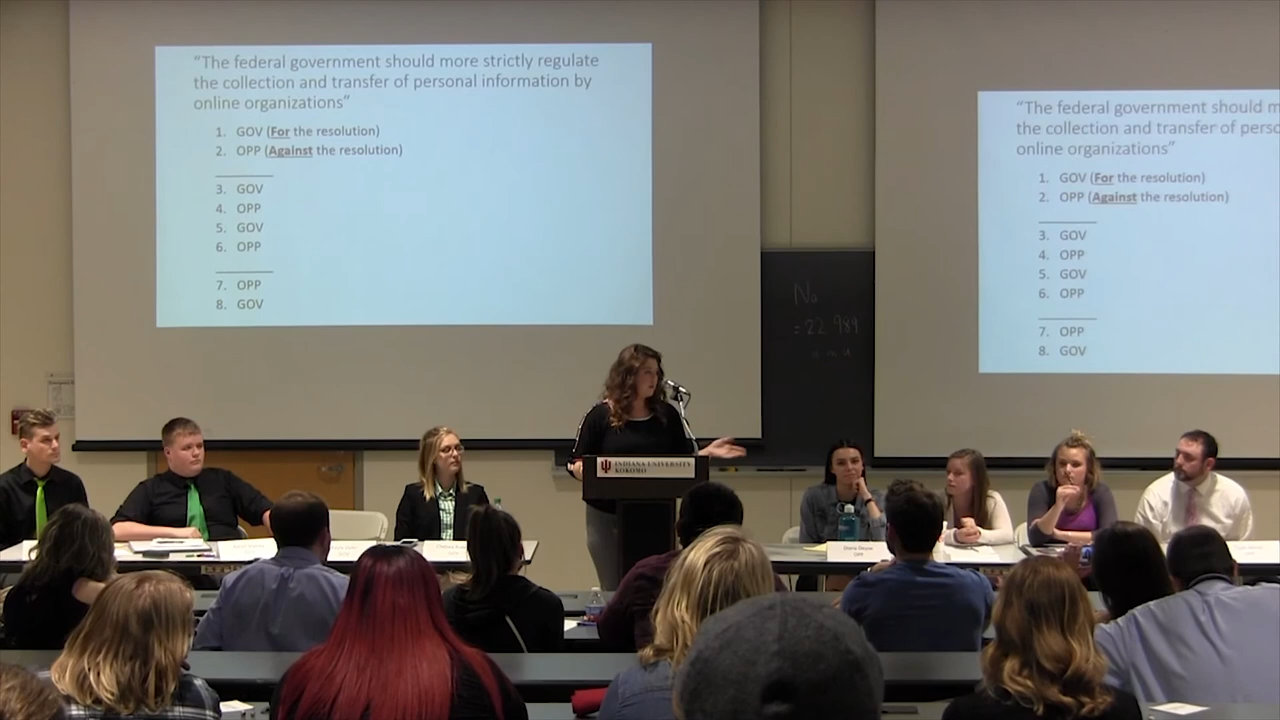 “The federal government should more strictly regulate
the collection and transfer of personal information by
online organizations”
1. GOV (For the resolution)
2. OPP (Against the resolution)
3. GOV
4. OPP
5. GOV
6. OPP
7. OPP
8. GOV
“The federal government should m
the collection and transfer of perso
online organizations”
1. GOV (For the resolution)
2. OPP (Against the resolution)
3. GOV
4. OPP
5. GOV
6. OPP
7. OPP
8. GOV
Na
= 22.989
INDIANA UNIVERSITY
KOKOMO
OPP